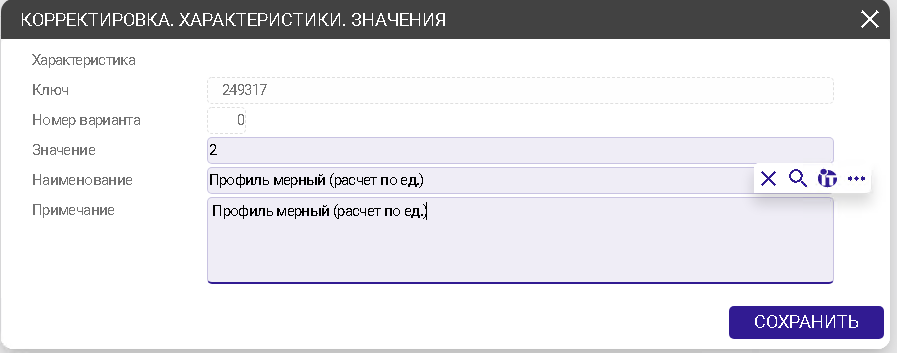 КОРРЕКТИРОВКА. ХАРАКТЕРИСТИКИ. ЗНАЧЕНИЯ
Характеристика
Ключ 249317
Номер варианта 0
Значение 2
Наименование Профиль мерный (расчет по ед.)
Примечание Профиль мерный (расчет по ед.)
СОХРАНИТЬ